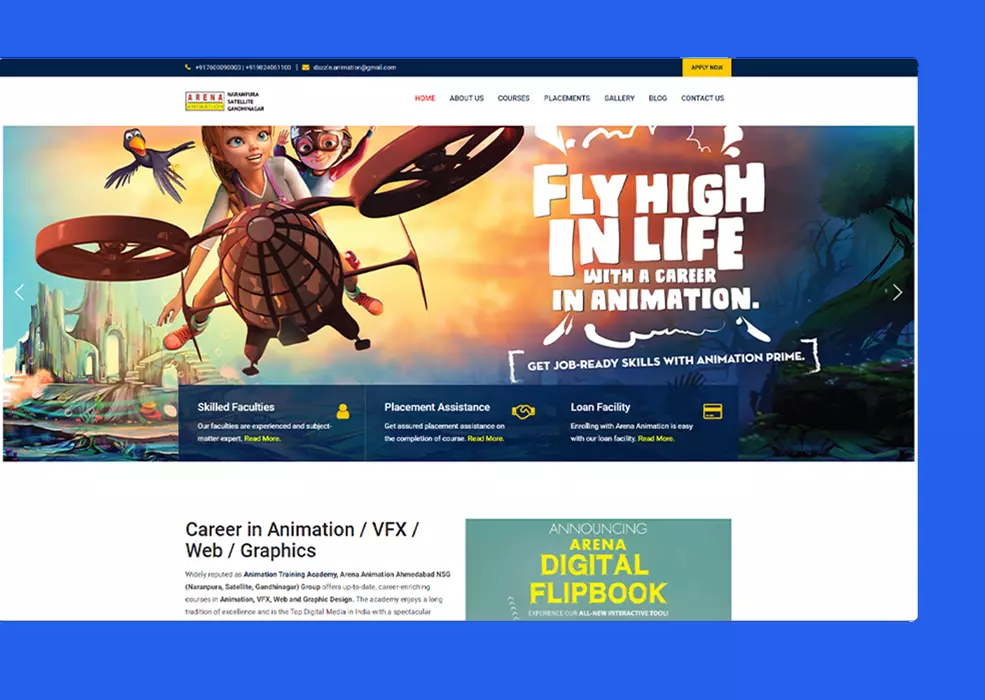 +917600090003 | +919824061100 | dazzle.animation@gmail.com
APPLY NOW
ARENA
ANIMATION
NARANPURA
SATELLITE
GANDHINAGAR
HOME ABOUT US COURSES PLACEMENTS GALLERY BLOG CONTACT US
FLY HIGH
IN LIFE
WITH A CAREER
IN ANIMATION.
GET JOB-READY SKILLS WITH ANIMATION PRIME.
Skilled Faculties
Our faculties are experienced and subject-
matter expert. Read More.
Placement Assistance
Get assured placement assistance on
the completion of course. Read More.
Loan Facility
Enrolling with Arena Animation is easy
with our loan facility. Read More.
Career in Animation / VFX /
Web / Graphics
Widely reputed as Animation Training Academy, Arena Animation Ahmedabad NSG
(Naranpura, Satellite, Gandhinagar) Group offers up-to-date, career-enriching
courses in Animation, VFX, Web and Graphic Design. The academy enjoys a long
tradition of excellence and is the Top Digital Media in India with a spectacular
ANNOUNCING
ARENA
DIGITAL
FLIPBOOK
EXPERIENCE OUR ALL-NEW INTERACTIVE TOOL!